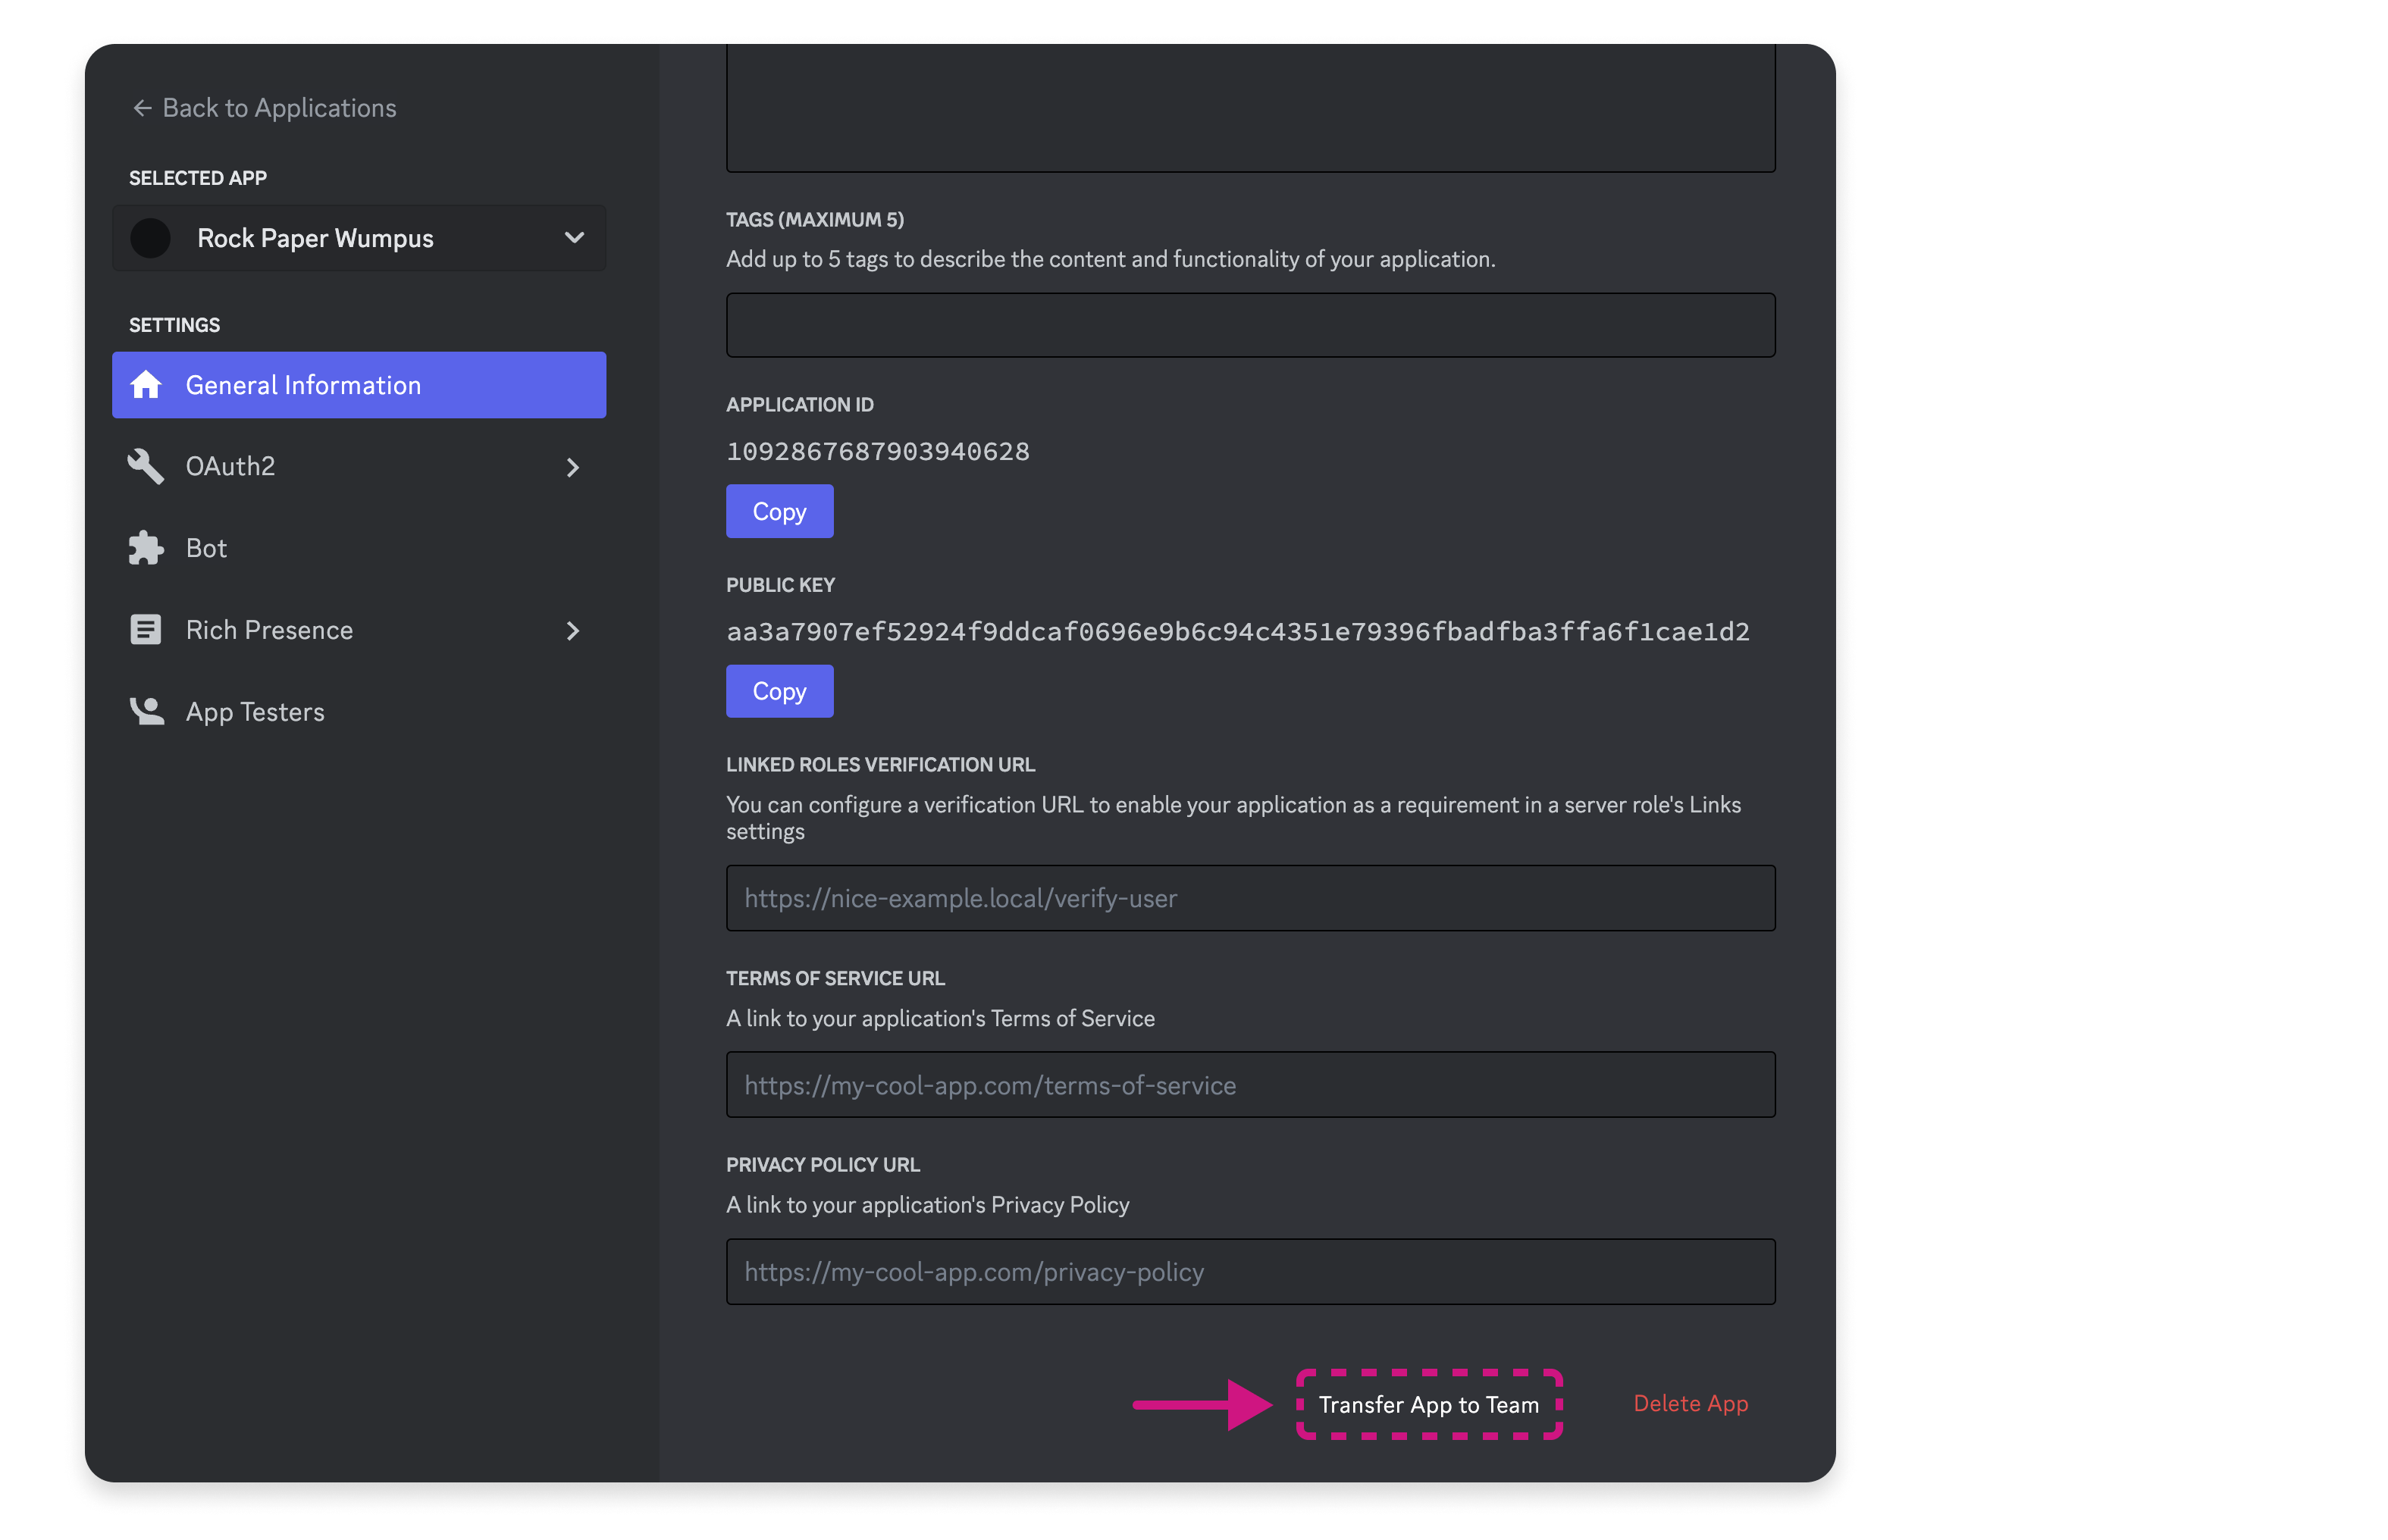 Back to Applications
SELECTED APP
Rock Paper Wumpus
SETTINGS
General Information
OAuth2
Bot
Rich Presence
App Testers
TAGS (MAXIMUM 5)
Add up to 5 tags to describe the content and functionality of your application.
APPLICATION ID
1092867687903940628
Copy
PUBLIC KEY
aa3a7907ef52924f9ddcaf0696e9b6c94c4351e79396fbadfba3ffa6f1cae1d2
Copy
LINKED ROLES VERIFICATION URL
You can configure a verification URL to enable your application as a requirement in a server role's Links
settings
https://nice-example.local/verify-user
TERMS OF SERVICE URL
A link to your application's Terms of Service
https://my-cool-app.com/terms-of-service
PRIVACY POLICY URL
A link to your application's Privacy Policy
https://my-cool-app.com/privacy-policy
Transfer App to Team
Delete App